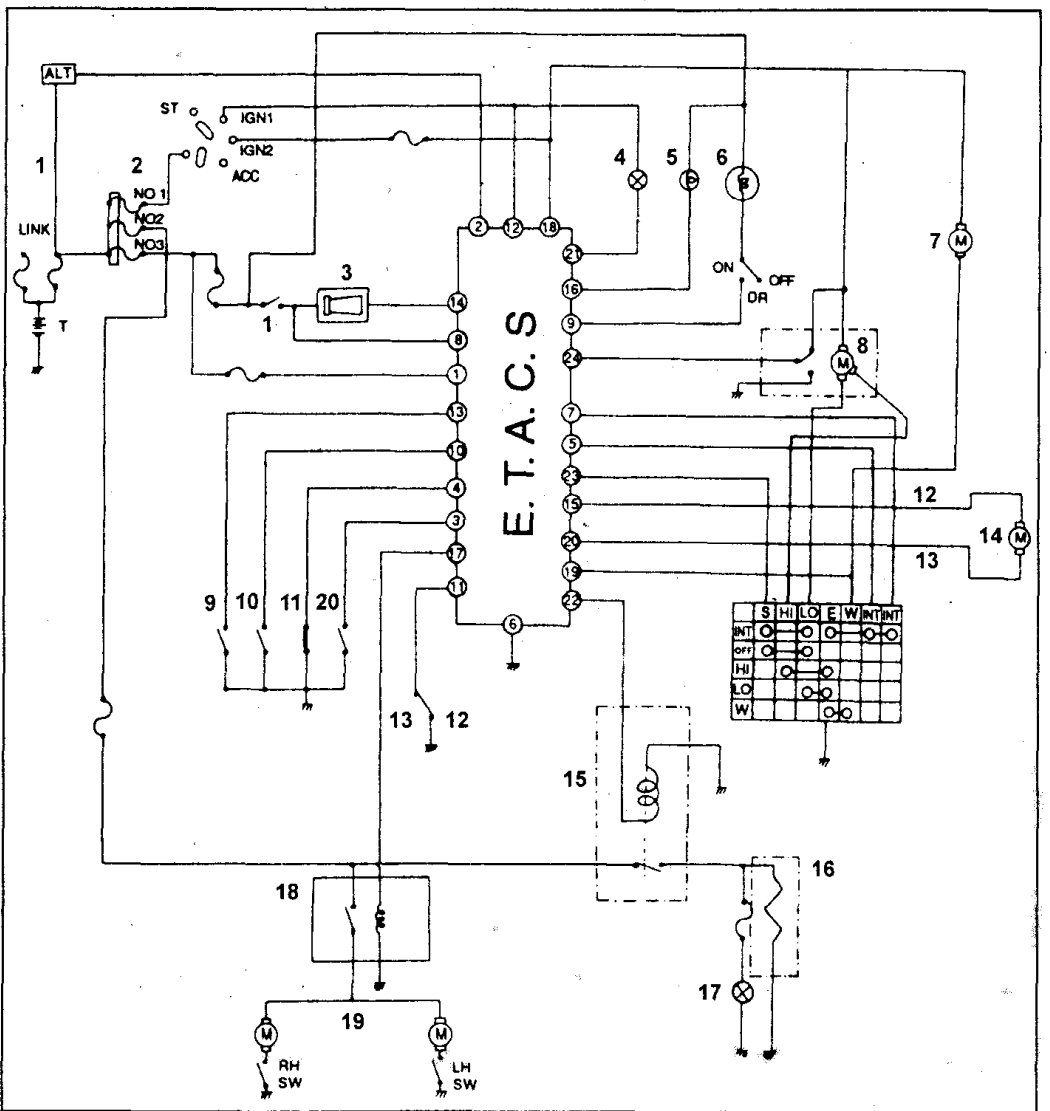 ALT
ST
IGN1
1
2
IGN2
4
5
6
ACC
NO 1
NO2
NO3
LINK
2
12
18
7
3
21
ON
OFF
16
DR
T
1
14
9
8
8
24
1
E. T. A. C. S
13
7
10
5
4
23
12
3
15
14
17
20
13
11
19
9
10
11
20
22
6
S HI LO E W INT INT
INT
OFF
HI
13
12
LO
W
15
16
18
17
19
RH
SW
LH
SW
M
M
M
M
M